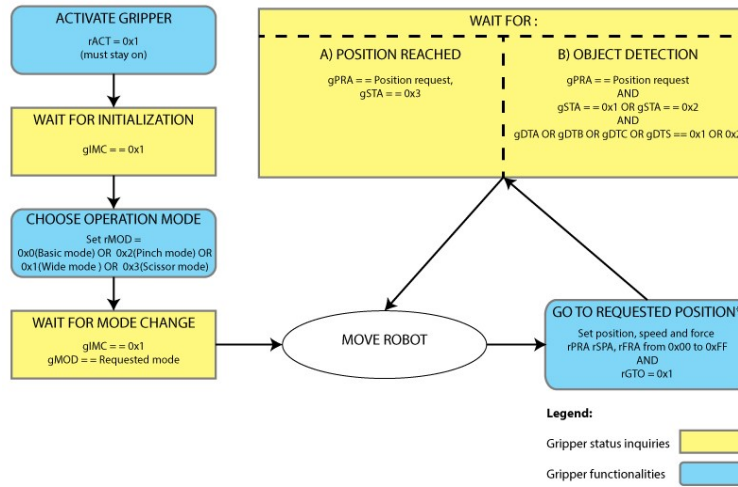 ACTIVATE GRIPPER
rACT = 0x1
(must stay on)
WAIT FOR INITIALIZATION
gIMC = = 0x1
CHOOSE OPERATION MODE
Set rMOD =
0x0(Basic mode) OR 0x2(Pinch mode) OR
0x1(Wide mode ) OR 0x3(Scissor mode)
WAIT FOR MODE CHANGE
gIMC = = 0x1
gMOD = = Requested mode
MOVE ROBOT
GO TO REQUESTED POSITION*
Set position, speed and force
rPRA rSPA, rFRA from 0x00 to 0xFF
AND
rGTO = 0x1
WAIT FOR :
A) POSITION REACHED
gPRA = = Position request,
gSTA = = 0x3
B) OBJECT DETECTION
gPRA = = Position request
AND
gSTA = = 0x1 OR gSTA = = 0x2
AND
gDTA OR gDTB OR gDTC OR gDTS = = 0x1 OR 0x2
Legend:
Gripper status inquiries
Gripper functionalities